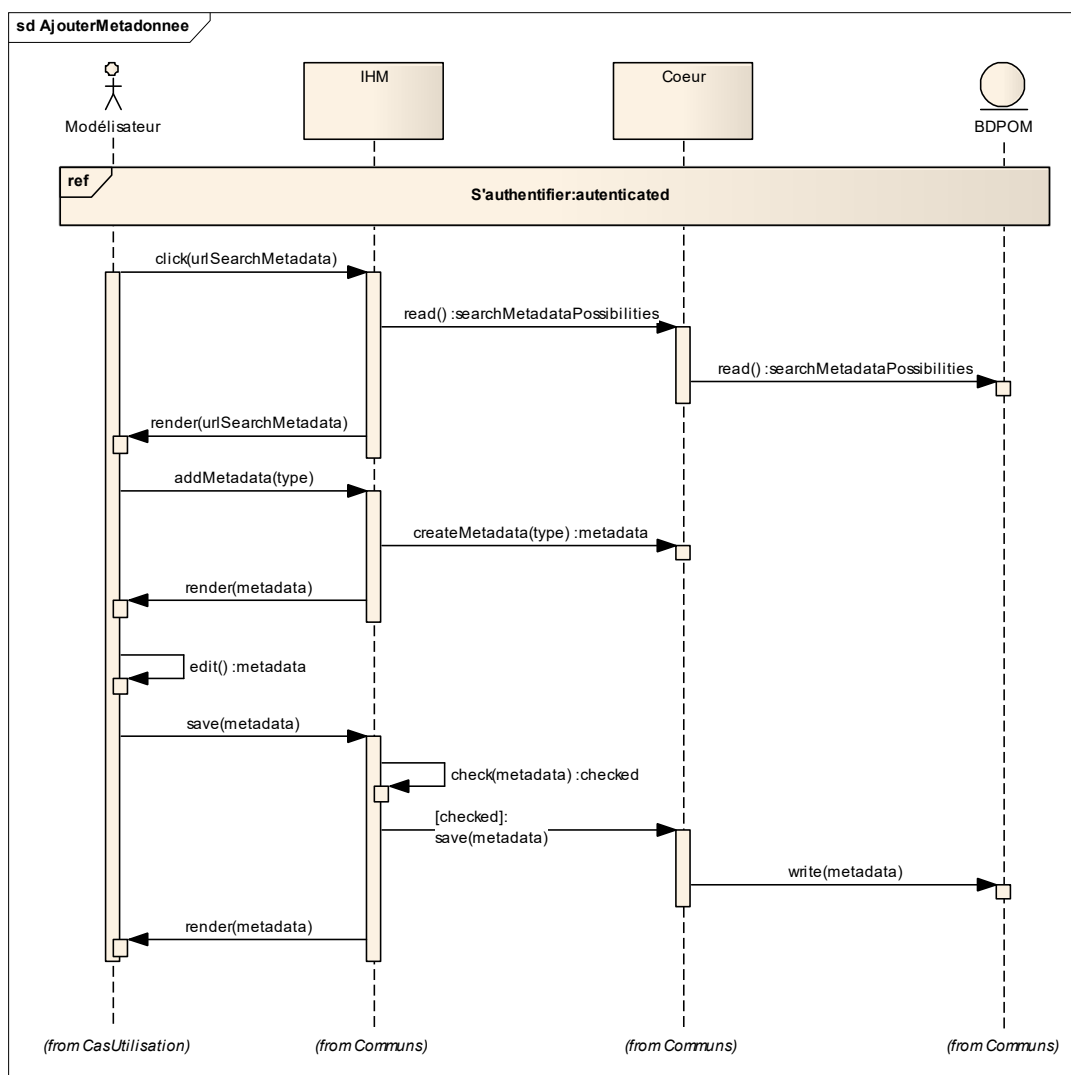 sd AjouterMetadonnee
Modélisateur
IHM
Coeur
BDPOM
ref
S'authentifier:autenticated
click(urlSearchMetadata)
read() :searchMetadataPossibilities
read() :searchMetadataPossibilities
render(urlSearchMetadata)
addMetadata(type)
createMetadata(type) :metadata
render(metadata)
edit() :metadata
save(metadata)
check(metadata) :checked
[checked]:
save(metadata)
write(metadata)
render(metadata)
(from CasUtilisation)
(from Communs)
(from Communs)
(from Communs)